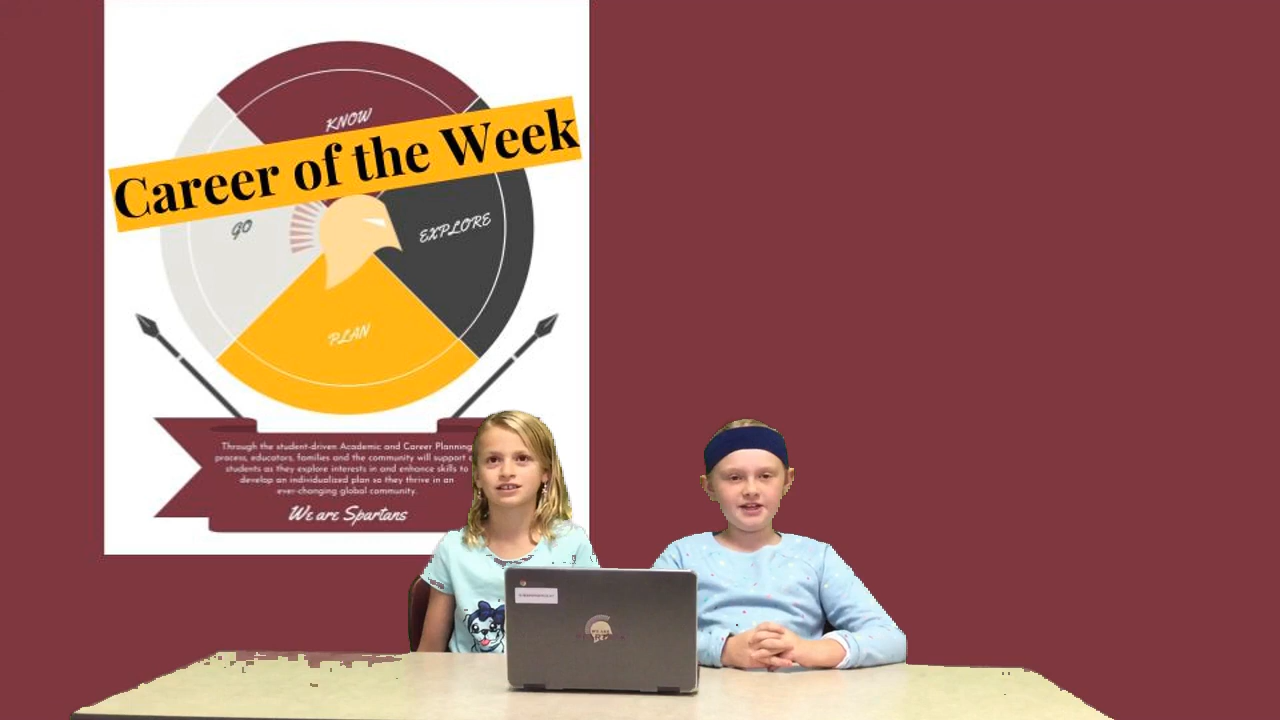 KNOW
Career of the Week
GO
EXPLORE
PLAN
Through the student-driven Academic and Career Planning
process, educators, families and the community will support
students as they explore interests in and enhance skills to
develop an individualized plan so they thrive in an
ever-changing global community.
We are Spartans